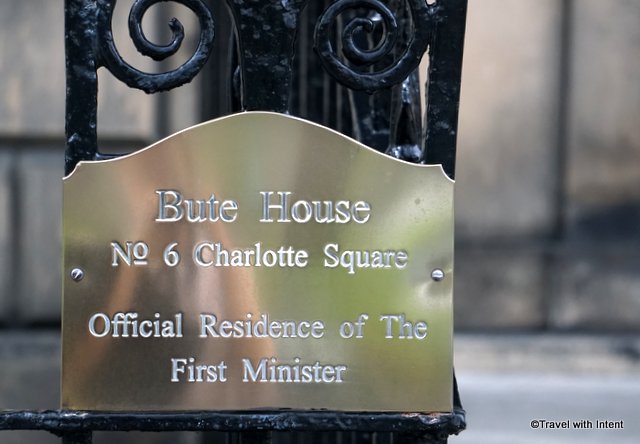 Bute House
Nº 6 Charlotte Square
Official Residence of The
First Minister
©Travel with Intent